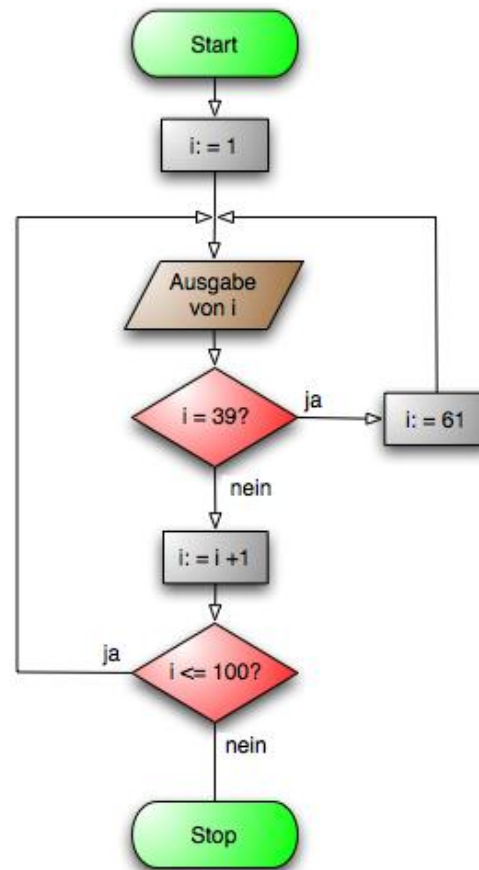 Start
i: = 1
Ausgabe
von i
i = 39?
ja
i: = 61
nein
i: = i +1
i <= 100?
ja
nein
Stop